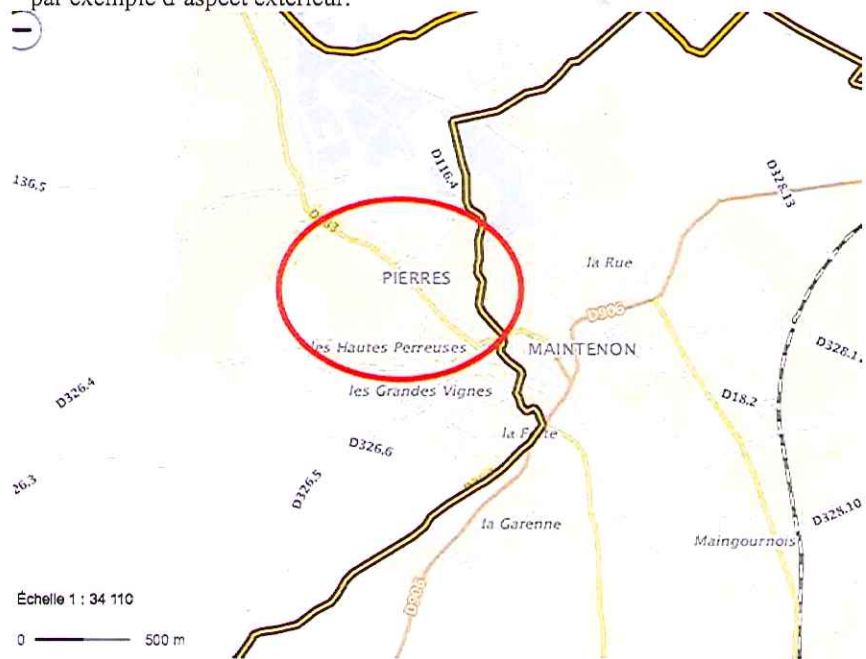 par exemple d'aspect extérieur.
D116.4
136.5
D328.13
la Rue
PIERRES
D906
les Hautes Perreuses
MAINTENON
D328.1
les Grandes Vignes
D326.4
D18.2
D326.6
26.3
D326.5
la Garenne
D328.10
Maingournois
D906
Échelle 1 : 34 110
0 500 m